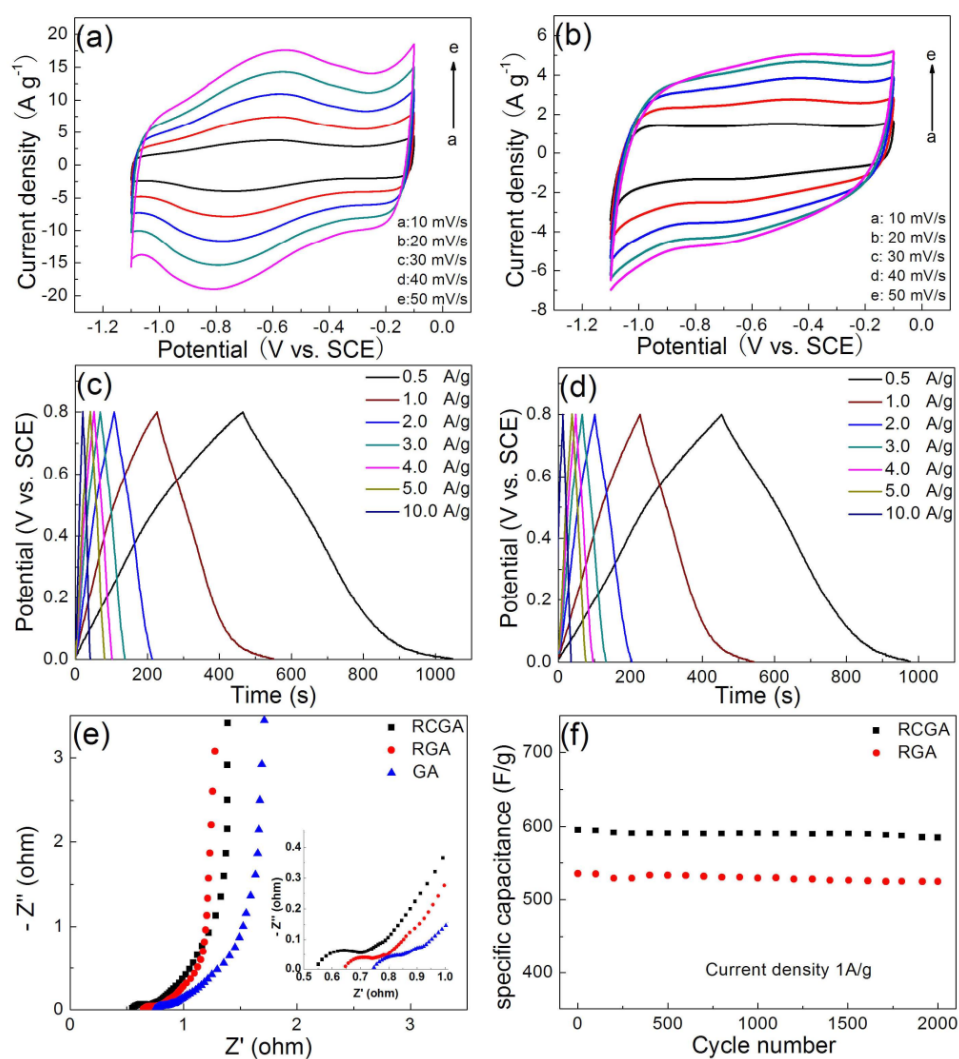 (a)
Current density (A g⁻¹)
20
15
10
5
0
-5
-10
-15
-20
e
a
a:10 mV/s
b:20 mV/s
c:30 mV/s
d:40 mV/s
e:50 mV/s
-1.2 -1.0 -0.8 -0.6 -0.4 -0.2 0.0
Potential (V vs. SCE)
(b)
Current density (A g⁻¹)
6
4
2
0
-2
-4
-6
-8
e
a
a: 10 mV/s
b: 20 mV/s
c: 30 mV/s
d: 40 mV/s
e: 50 mV/s
-1.2 -1.0 -0.8 -0.6 -0.4 -0.2 0.0
Potential (V vs. SCE)
(c)
Potential (V vs. SCE)
0.8
0.6
0.4
0.2
0.0
0.5 A/g
1.0 A/g
2.0 A/g
3.0 A/g
4.0 A/g
5.0 A/g
10.0 A/g
0 200 400 600 800 1000
Time (s)
(d)
Potential (V vs. SCE)
0.8
0.6
0.4
0.2
0.0
0.5 A/g
1.0 A/g
2.0 A/g
3.0 A/g
4.0 A/g
5.0 A/g
10.0 A/g
0 200 400 600 800 1000
Time (s)
(e)
- Z'' (ohm)
3
2
1
0
RCGA
RGA
GA
- Z'' (ohm)
0.4
0.3
0.2
0.1
0.0
0.5 0.6 0.7 0.8 0.9 1.0
Z' (ohm)
0 1 2 3
Z' (ohm)
(f)
specific capacitance (F/g)
700
600
500
400
RCGA
RGA
Current density 1A/g
0 500 1000 1500 2000
Cycle number